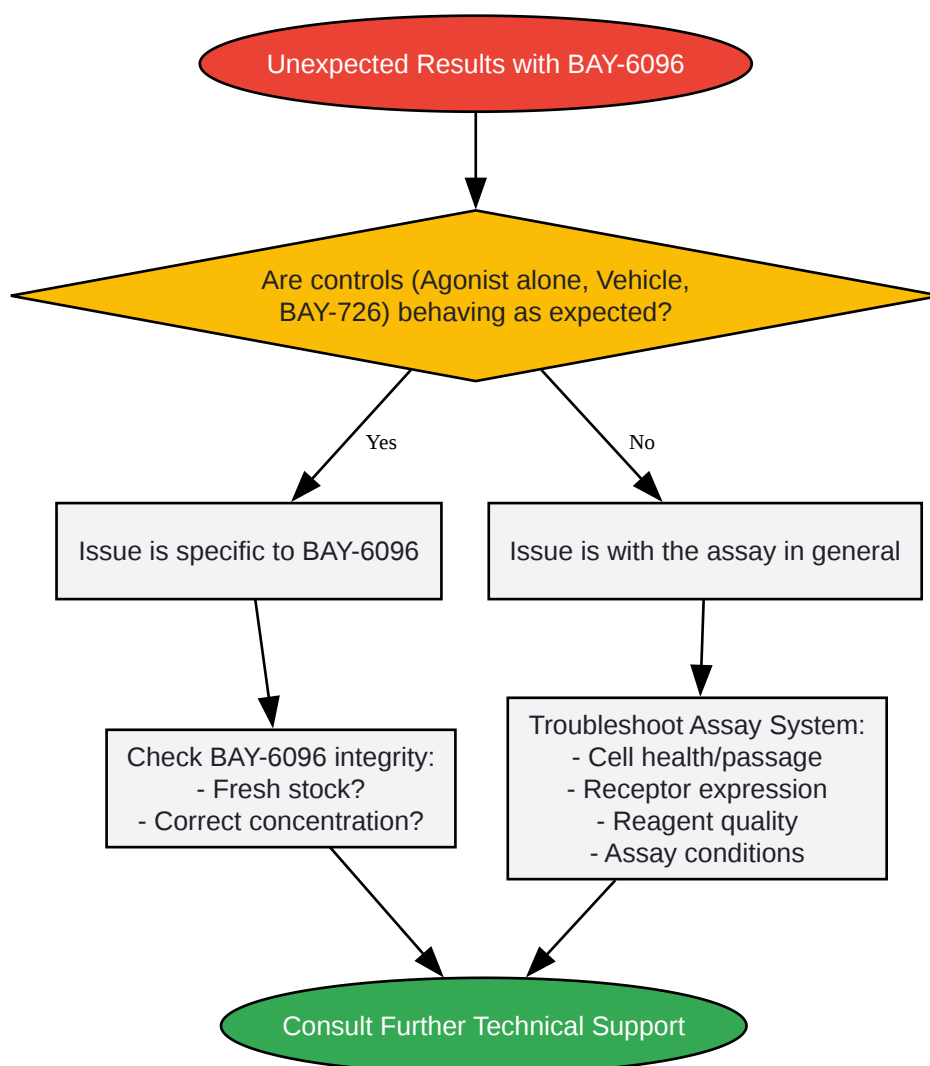 Unexpected Results with BAY-6096
Are controls (Agonist alone, Vehicle,
BAY-726) behaving as expected?
Yes
No
Issue is specific to BAY-6096
Issue is with the assay in general
Check BAY-6096 integrity:
- Fresh stock?
- Correct concentration?
Troubleshoot Assay System:
- Cell health/passage
- Receptor expression
- Reagent quality
- Assay conditions
Consult Further Technical Support